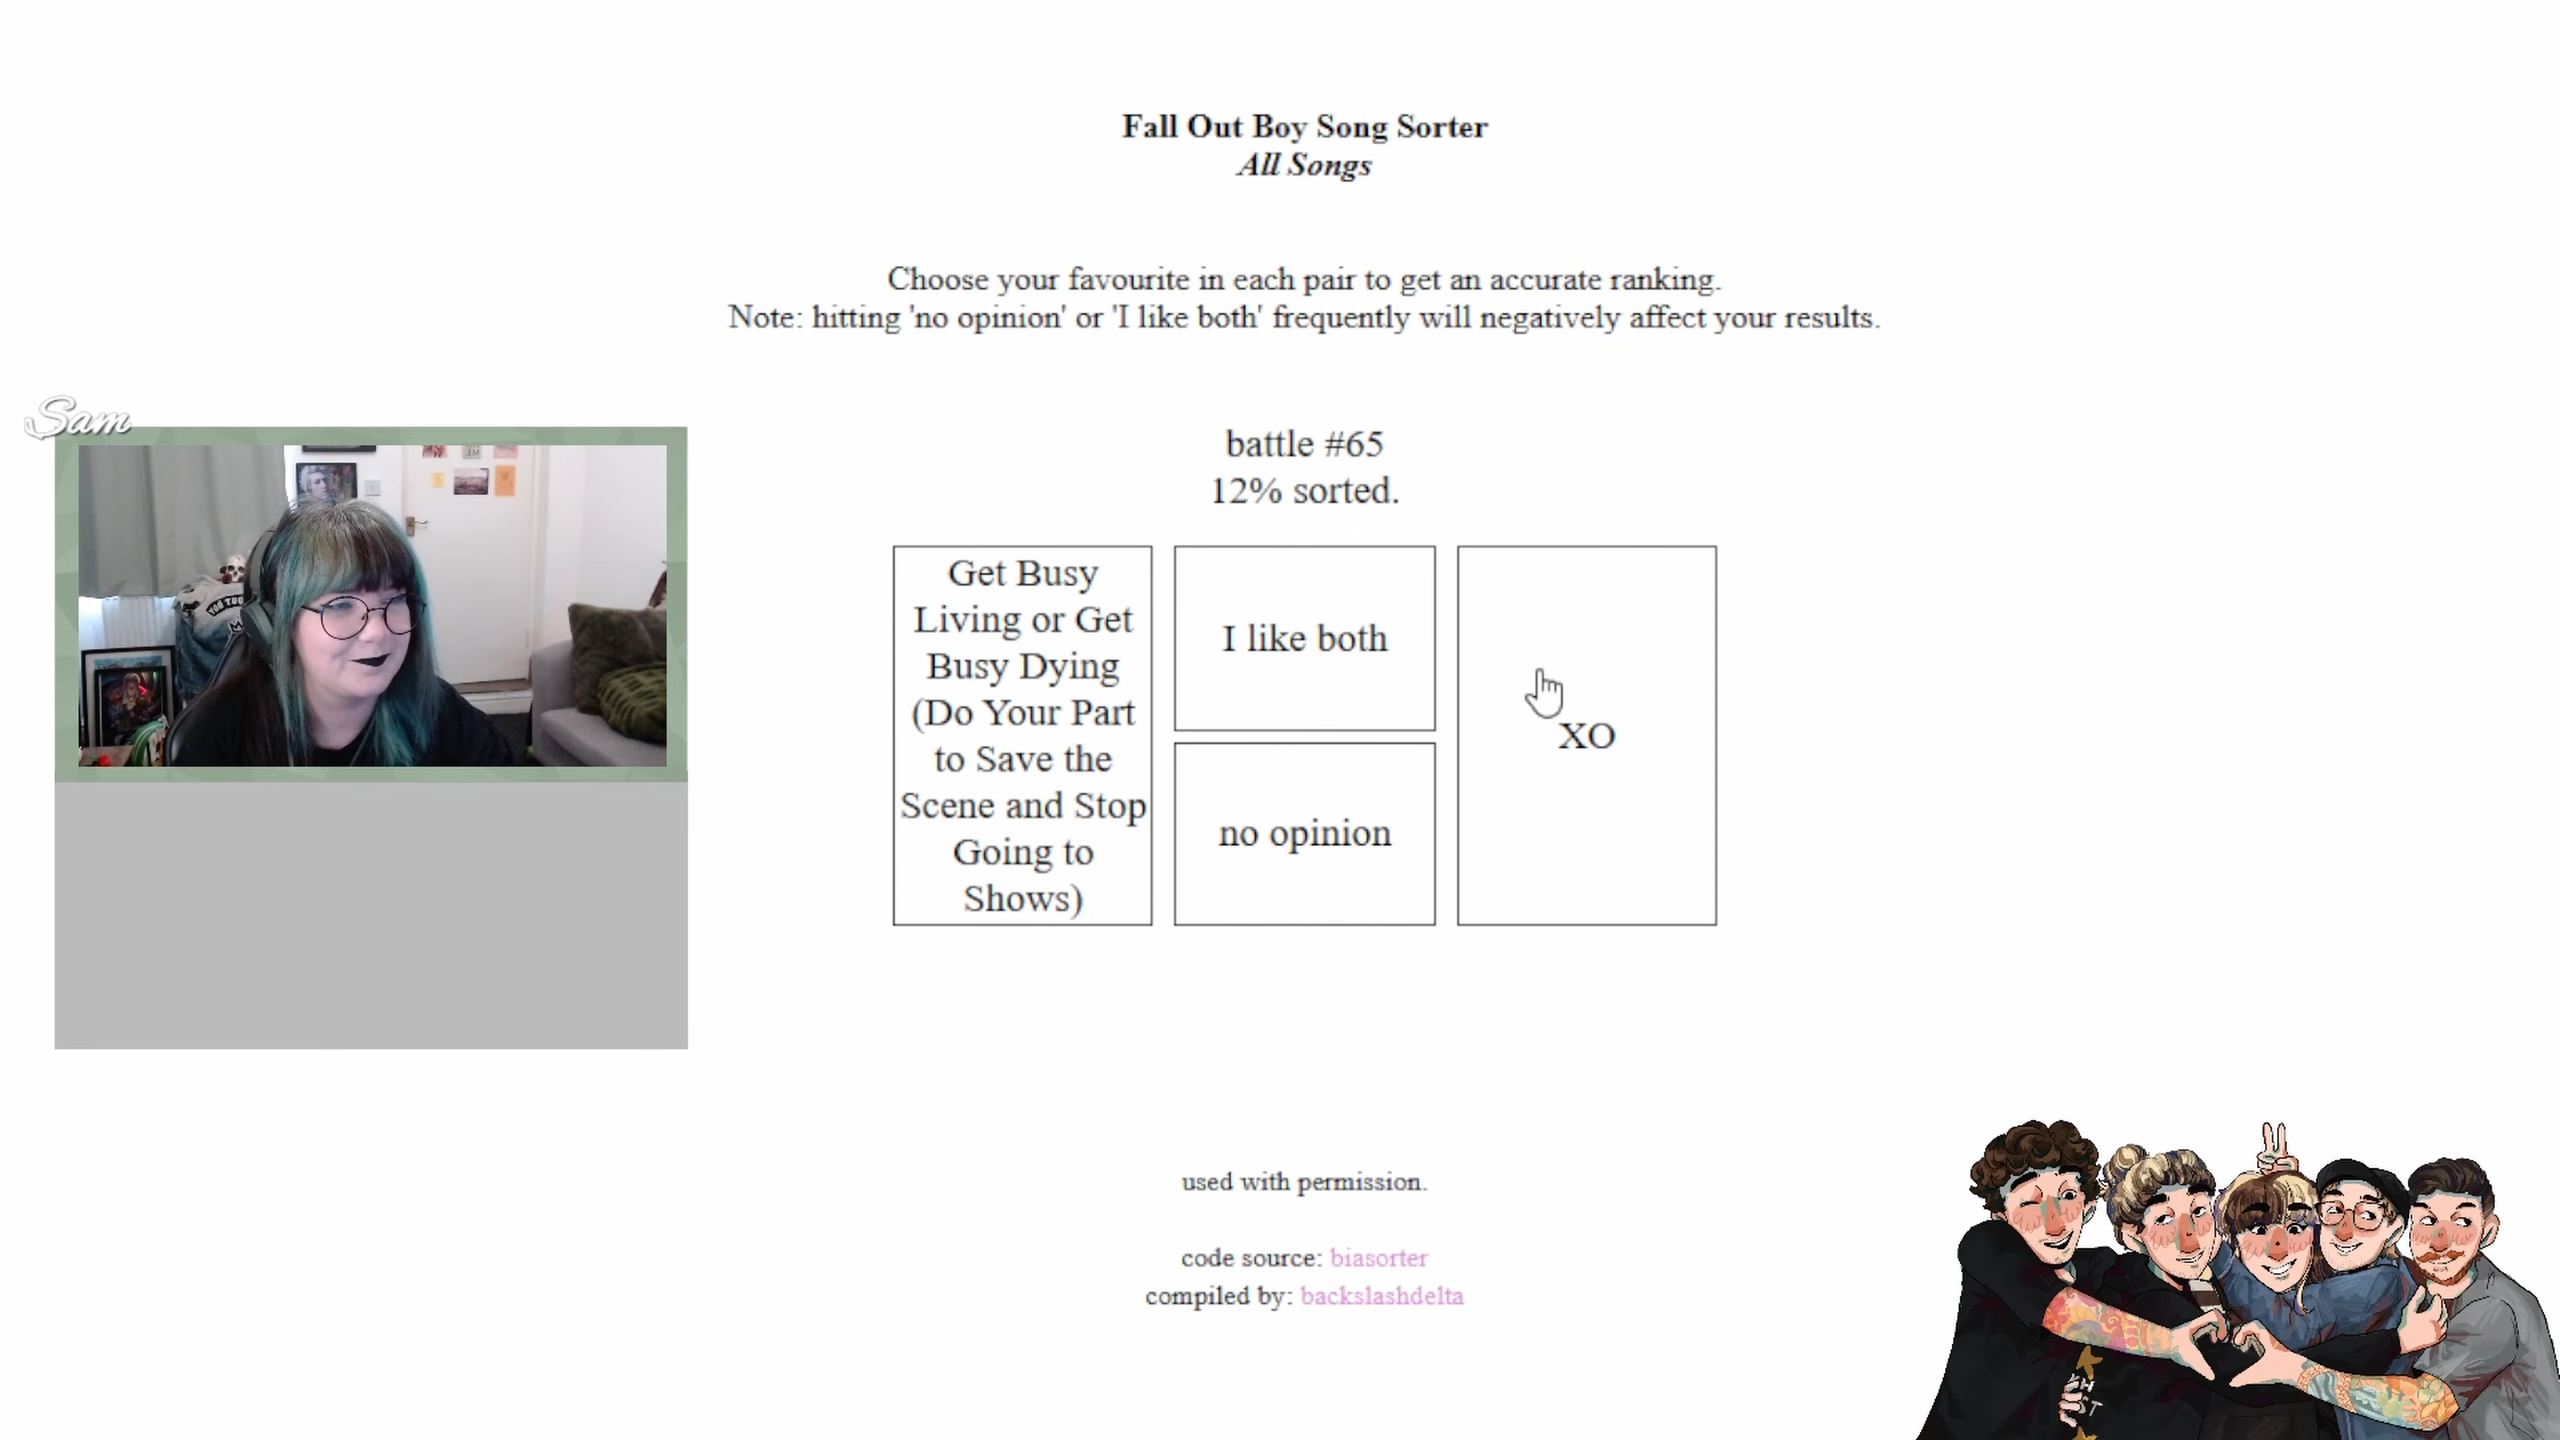 Fall Out Boy Song Sorter
All Songs
Choose your favourite in each pair to get an accurate ranking.
Note: hitting 'no opinion' or 'I like both' frequently will negatively affect your results.
Sam
battle #65
12% sorted.
Get Busy
Living or Get
Busy Dying
(Do Your Part
to Save the
Scene and Stop
Going to
Shows)
I like both
no opinion
XO
used with permission.
code source: biasorter
compiled by: backslashdelta